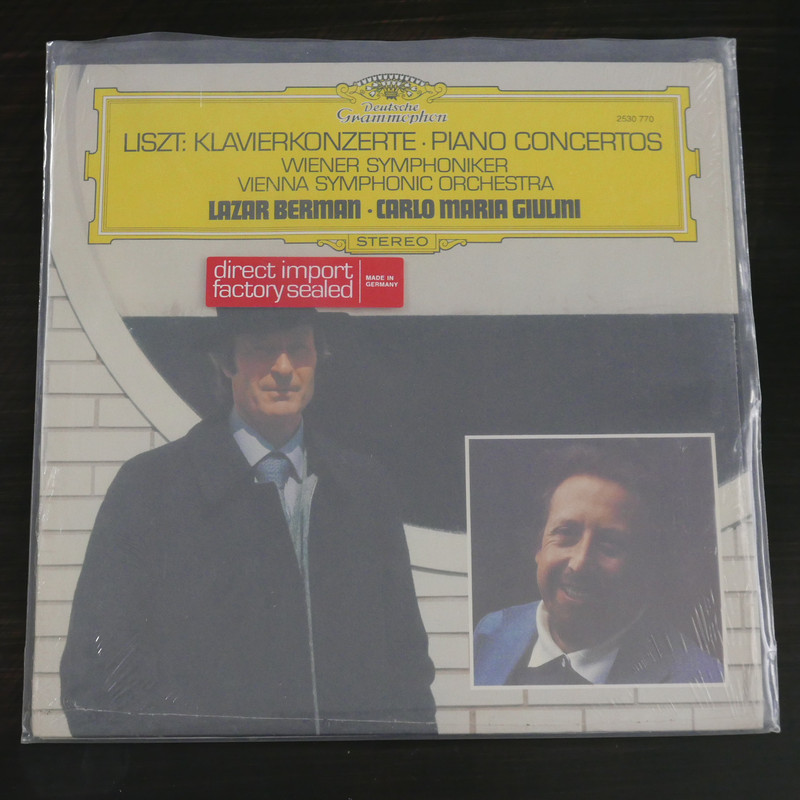 Deutsche
Grammophon
2530 770
LISZT: KLAVIERKONZERTE · PIANO CONCERTOS
WIENER SYMPHONIKER
VIENNA SYMPHONIC ORCHESTRA
LAZAR BERMAN · CARLO MARIA GIULINI
STEREO
direct import
factory sealed
MADE IN
GERMANY